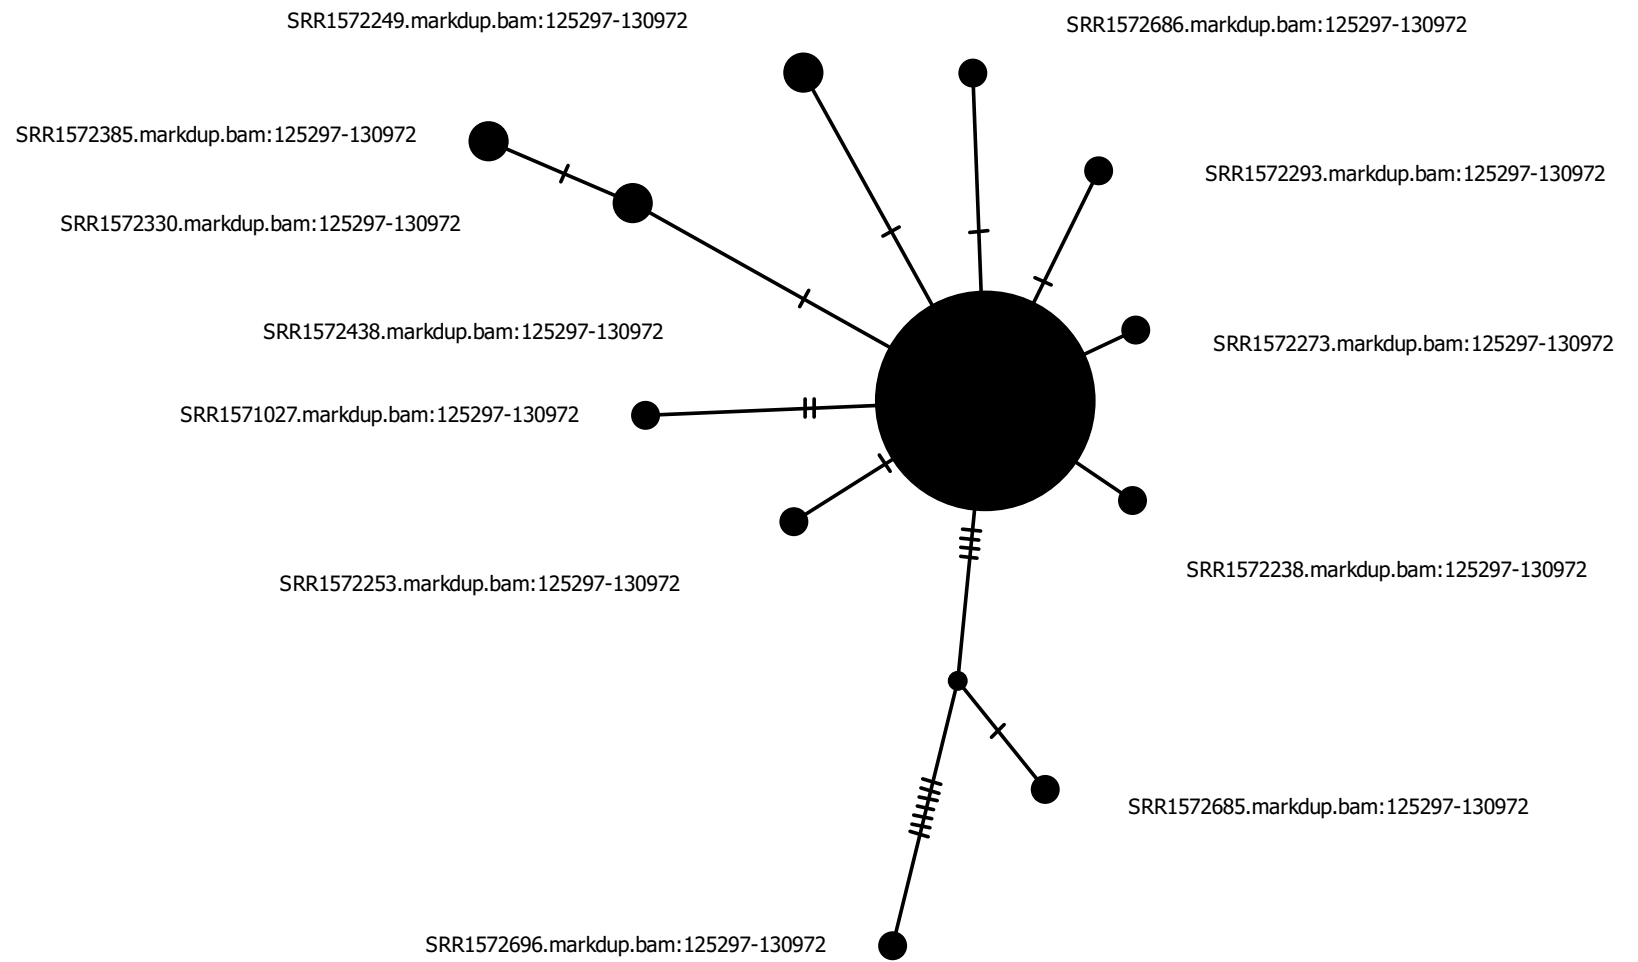 SRR1572249.markdup.bam:125297-130972
SRR1572686.markdup.bam:125297-130972
SRR1572385.markdup.bam:125297-130972
SRR1572293.markdup.bam:125297-130972
SRR1572330.markdup.bam:125297-130972
SRR1572438.markdup.bam:125297-130972
SRR1572273.markdup.bam:125297-130972
SRR1571027.markdup.bam:125297-130972
SRR1572238.markdup.bam:125297-130972
SRR1572253.markdup.bam:125297-130972
SRR1572685.markdup.bam:125297-130972
SRR1572696.markdup.bam:125297-130972